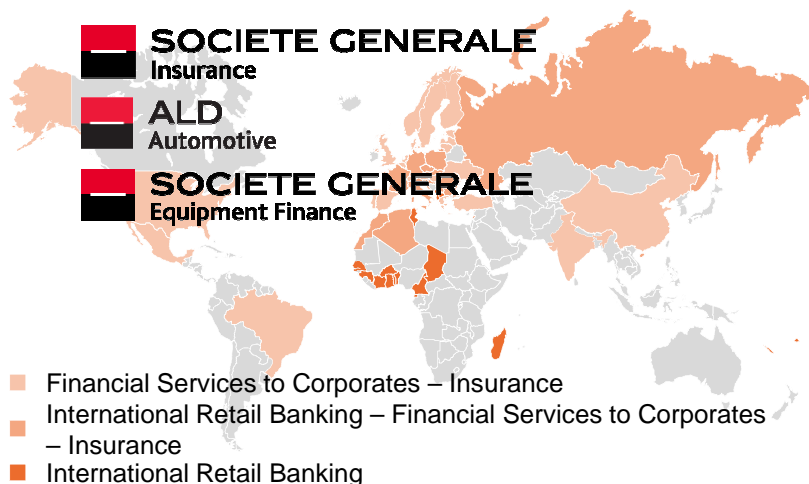 SOCIETE GENERALE
Insurance
ALD
Automotive
SOCIETE GENERALE
Equipment Finance
Financial Services to Corporates – Insurance
International Retail Banking – Financial Services to Corporates
– Insurance
International Retail Banking